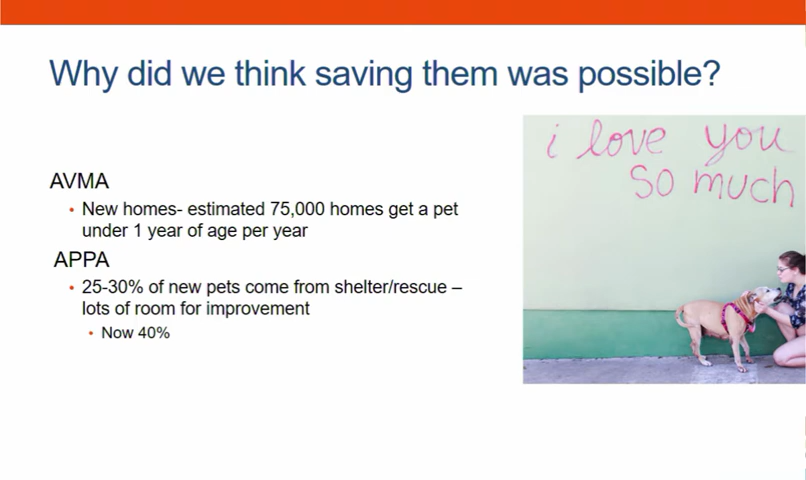 Why did we think saving them was possible?
i love you
so much
AVMA
• New homes- estimated 75,000 homes get a pet
under 1 year of age per year
APPA
• 25-30% of new pets come from shelter/rescue –
lots of room for improvement
• Now 40%